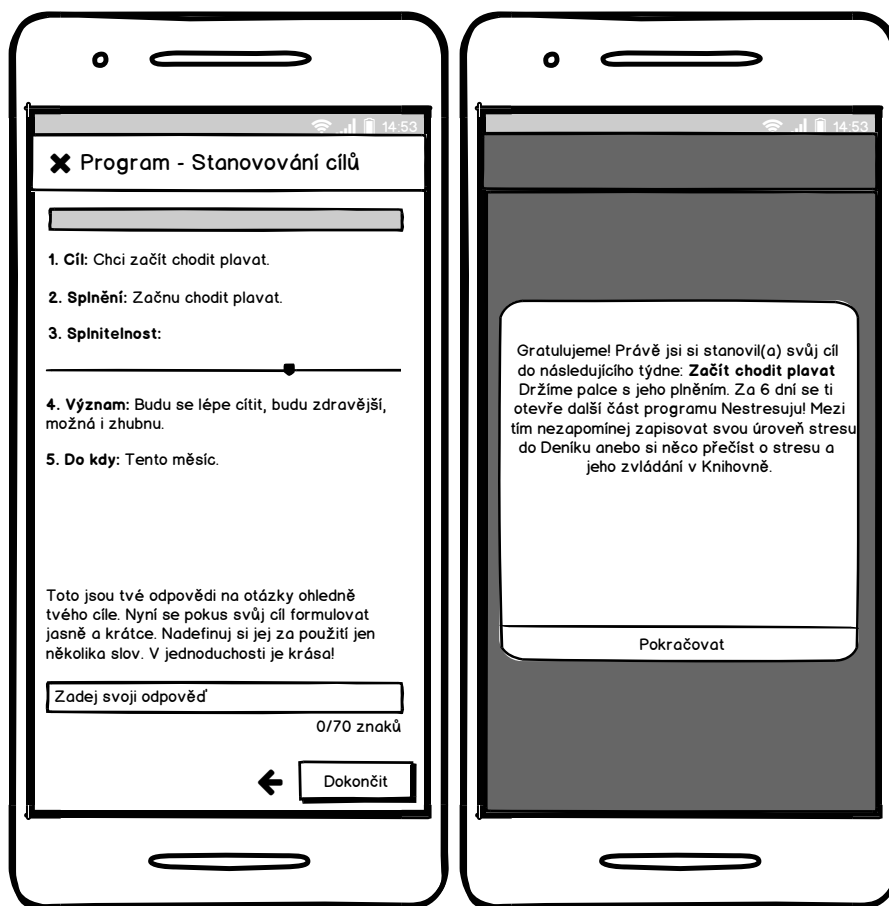 14:53
Program - Stanovování cílů
1. Cíl: Chci začít chodit plavat.
2. Splnění: Začnu chodit plavat.
3. Splnitelnost:
4. Význam: Budu se lépe cítit, budu zdravější,
možná i zhubnu.
5. Do kdy: Tento měsíc.
Toto jsou tvé odpovědi na otázky ohledně
tvého cíle. Nyní se pokus svůj cíl formulovat
jasně a krátce. Nadefinuj si jej za použití jen
několika slov. V jednoduchosti je krása!
Zadej svoji odpověď
0/70 znaků
Dokončit
14:53
Gratulujeme! Právě jsi si stanovil(a) svůj cíl
do následujícího týdne: Začít chodit plavat
Držíme palce s jeho plněním. Za 6 dní se ti
otevře další část programu Nestresuju! Mezi
tím nezapomínej zapisovat svou úroveň stresu
do Deníku anebo si něco přečíst o stresu a
jeho zvládání v Knihovně.
Pokračovat